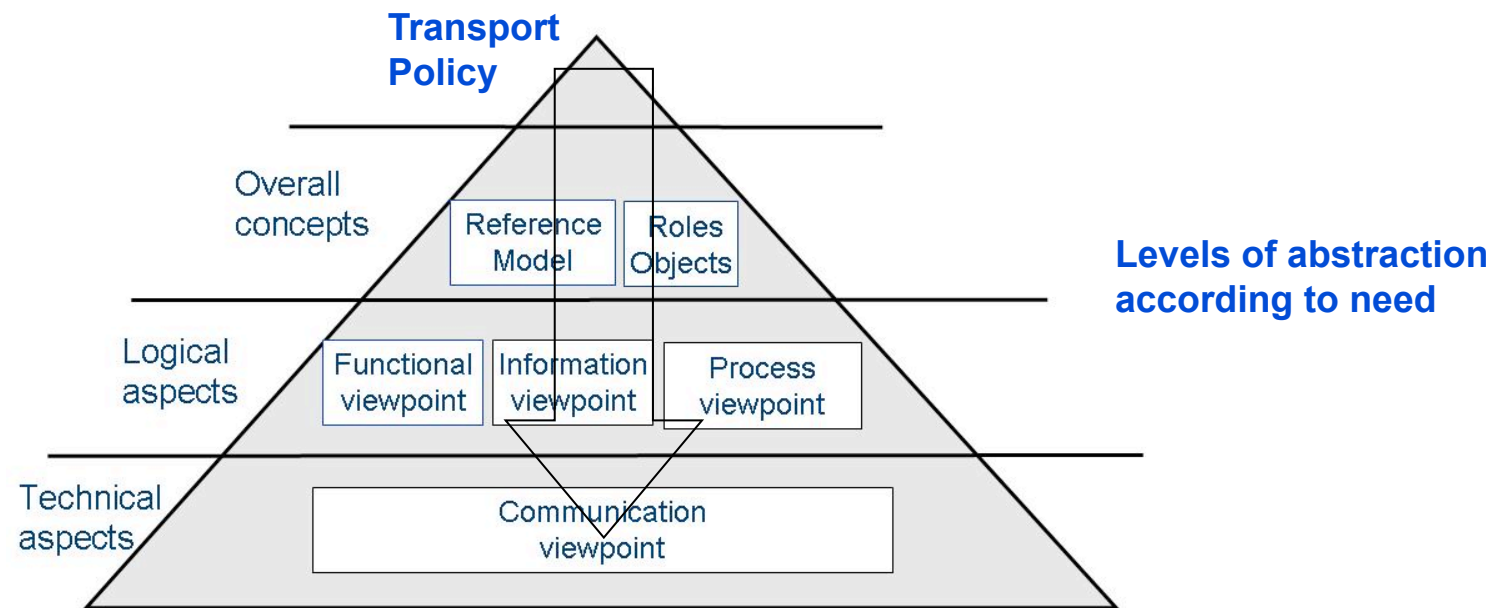 Transport
Policy
Overall
concepts
Reference
Model
Roles
Objects
Levels of abstraction
according to need
Logical
aspects
Functional
viewpoint
Information
viewpoint
Process
viewpoint
Technical
aspects
Communication
viewpoint